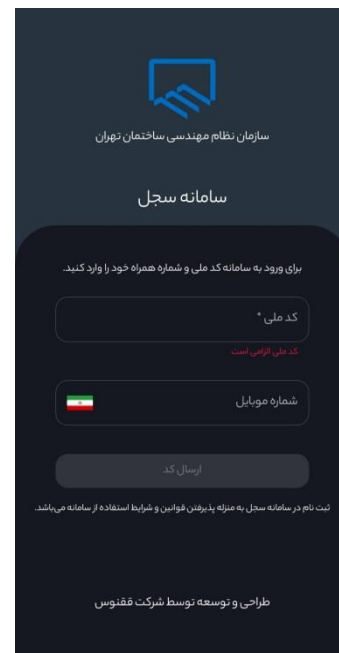 سازمان نظام مهندسی ساختمان تهران
سامانه سجل
برای ورود به سامانه کد ملی و شماره همراه خود را وارد کنید.
کد ملی *
کد ملی الزامی است
شماره موبایل
ارسال کد
ثبت نام در سامانه سجل به منزله پذیرفتن قوانین و شرایط استفاده از سامانه می‌باشد.
طراحی و توسعه توسط شرکت ققنوس